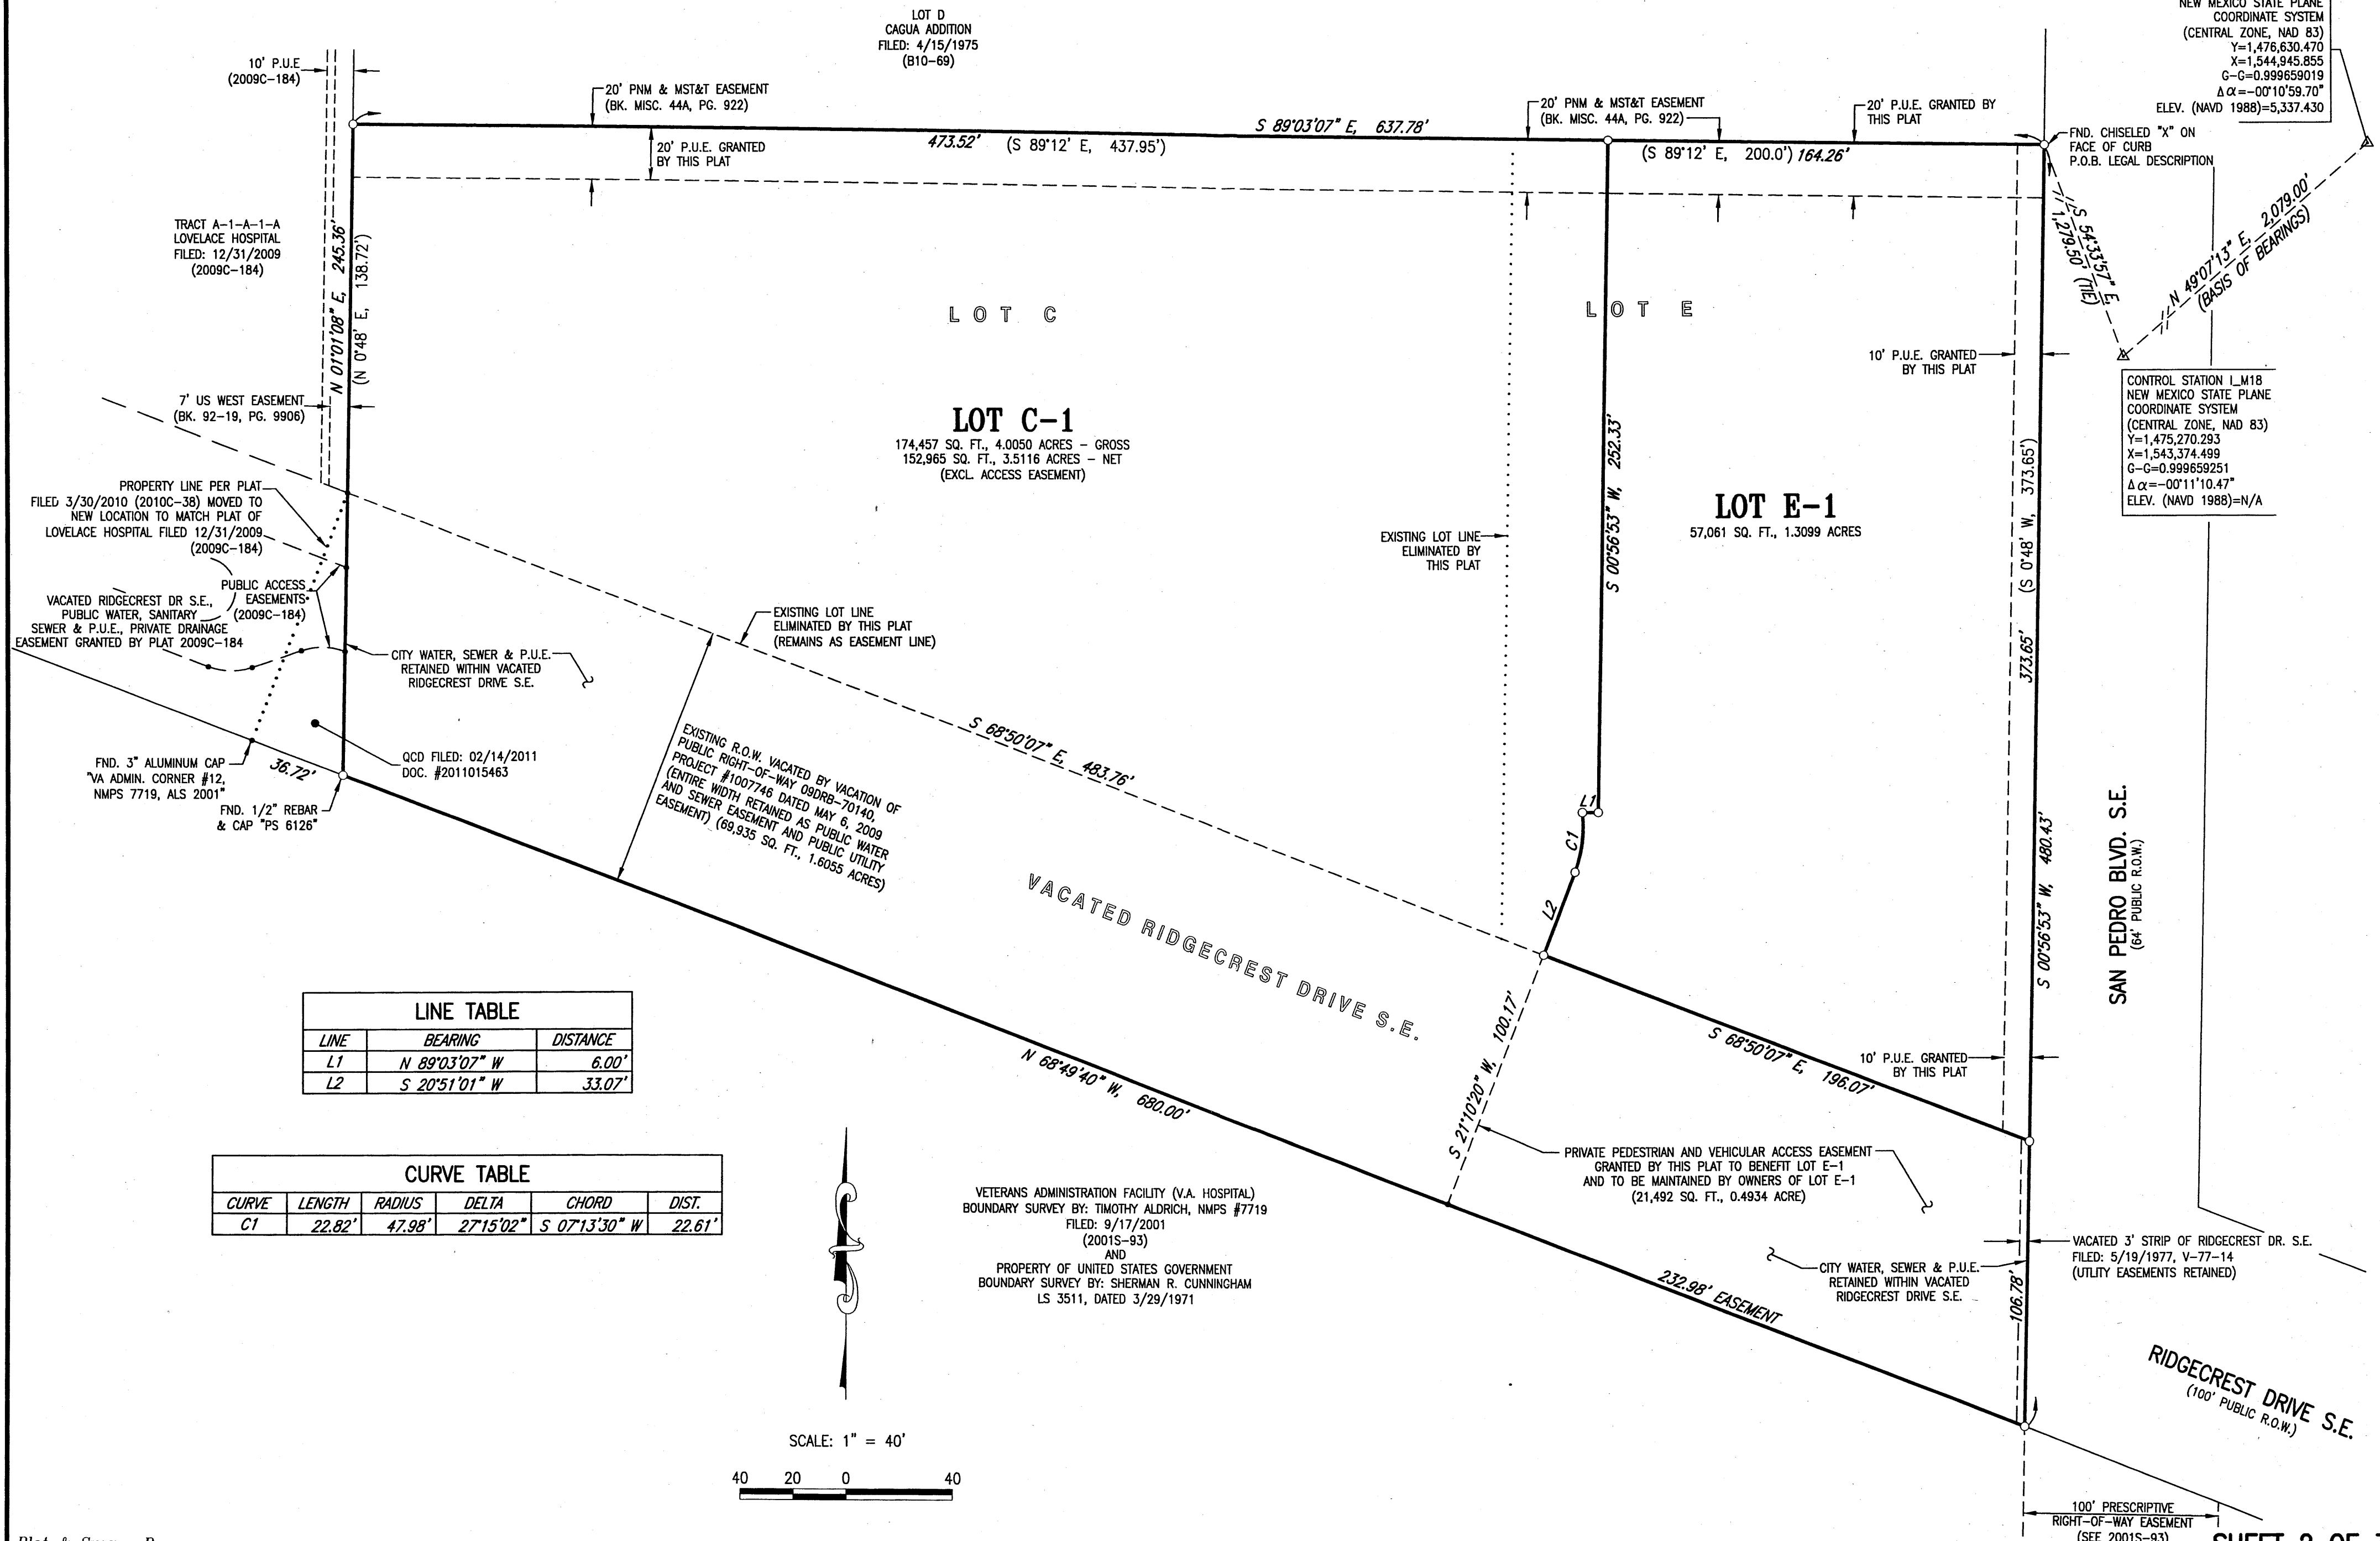 LOT D
CAGUA ADDITION
FILED: 4/15/1975
(B10-69)
NEW MEXICO STATE PLANE
COORDINATE SYSTEM
(CENTRAL ZONE, NAD 83)
Y=1,476,630.470
X=1,544,945.855
G-G=0.999659019
Δα=-00°10'59.70"
ELEV. (NAVD 1988)=5,337.430
10' P.U.E
(2009C-184)
20' PNM & MST&T EASEMENT
(BK. MISC. 44A, PG. 922)
20' P.U.E. GRANTED
BY THIS PLAT
S 89°03'07" E, 637.78'
473.52' (S 89°12' E, 437.95')
20' PNM & MST&T EASEMENT
(BK. MISC. 44A, PG. 922)
20' P.U.E. GRANTED BY
THIS PLAT
(S 89°12' E, 200.0') 164.26'
FND. CHISELED "X" ON
FACE OF CURB
P.O.B. LEGAL DESCRIPTION
S 54°33'57" E,
1,279.50' (TIE)
N 49°07'13" E, 2,079.00'
(BASIS OF BEARINGS)
TRACT A-1-A-1-A
LOVELACE HOSPITAL
FILED: 12/31/2009
(2009C-184)
N 01°01'08" E, 245.36'
(N 0°48' E, 138.72')
LOT C
LOT E
10' P.U.E. GRANTED
BY THIS PLAT
CONTROL STATION I_M18
NEW MEXICO STATE PLANE
COORDINATE SYSTEM
(CENTRAL ZONE, NAD 83)
Y=1,475,270.293
X=1,543,374.499
G-G=0.999659251
Δα=-00°11'10.47"
ELEV. (NAVD 1988)=N/A
7' US WEST EASEMENT
(BK. 92-19, PG. 9906)
LOT C-1
174,457 SQ. FT., 4.0050 ACRES - GROSS
152,965 SQ. FT., 3.5116 ACRES - NET
(EXCL. ACCESS EASEMENT)
S 00°56'53" W, 252.33'
LOT E-1
57,061 SQ. FT., 1.3099 ACRES
373.65' (S 0°48' W, 373.65')
PROPERTY LINE PER PLAT
FILED 3/30/2010 (2010C-38) MOVED TO
NEW LOCATION TO MATCH PLAT OF
LOVELACE HOSPITAL FILED 12/31/2009
(2009C-184)
EXISTING LOT LINE
ELIMINATED BY
THIS PLAT
PUBLIC ACCESS
EASEMENTS
(2009C-184)
VACATED RIDGECREST DR S.E.,
PUBLIC WATER, SANITARY
SEWER & P.U.E., PRIVATE DRAINAGE
EASEMENT GRANTED BY PLAT 2009C-184
EXISTING LOT LINE
ELIMINATED BY THIS PLAT
(REMAINS AS EASEMENT LINE)
CITY WATER, SEWER & P.U.E.
RETAINED WITHIN VACATED
RIDGECREST DRIVE S.E.
QCD FILED: 02/14/2011
DOC. #2011015463
FND. 3" ALUMINUM CAP
"VA ADMIN. CORNER #12,
NMPS 7719, ALS 2001"
36.72'
FND. 1/2" REBAR
& CAP "PS 6126"
EXISTING R.O.W. VACATED BY VACATION OF
PUBLIC RIGHT-OF-WAY 09DRB-70140,
PROJECT #1007746 DATED MAY 6, 2009
(ENTIRE WIDTH RETAINED AS PUBLIC WATER
AND SEWER EASEMENT AND PUBLIC UTILITY
EASEMENT) (69,935 SQ. FT., 1.6055 ACRES)
S 68°50'07" E, 483.76'
L1
C1
L2
SAN PEDRO BLVD. S.E.
(64' PUBLIC R.O.W.)
S 00°56'53" W, 480.43'
VACATED RIDGECREST DRIVE S.E.
S 21°10'20" W, 100.17'
S 68°50'07" E, 196.07'
10' P.U.E. GRANTED
BY THIS PLAT
N 68°49'40" W, 680.00'
LINE TABLE
LINE BEARING DISTANCE
L1 N 89°03'07" W 6.00'
L2 S 20°51'01" W 33.07'
CURVE TABLE
CURVE LENGTH RADIUS DELTA CHORD DIST.
C1 22.82' 47.98' 27°15'02" S 07°13'30" W 22.61'
PRIVATE PEDESTRIAN AND VEHICULAR ACCESS EASEMENT
GRANTED BY THIS PLAT TO BENEFIT LOT E-1
AND TO BE MAINTAINED BY OWNERS OF LOT E-1
(21,492 SQ. FT., 0.4934 ACRE)
VETERANS ADMINISTRATION FACILITY (V.A. HOSPITAL)
BOUNDARY SURVEY BY: TIMOTHY ALDRICH, NMPS #7719
FILED: 9/17/2001
(2001S-93)
AND
PROPERTY OF UNITED STATES GOVERNMENT
BOUNDARY SURVEY BY: SHERMAN R. CUNNINGHAM
LS 3511, DATED 3/29/1971
VACATED 3' STRIP OF RIDGECREST DR. S.E.
FILED: 5/19/1977, V-77-14
(UTLITY EASEMENTS RETAINED)
CITY WATER, SEWER & P.U.E.
RETAINED WITHIN VACATED
RIDGECREST DRIVE S.E.
106.78'
232.98' EASEMENT
RIDGECREST DRIVE S.E.
(100' PUBLIC R.O.W.)
SCALE: 1" = 40'
40 20 0 40
100' PRESCRIPTIVE
RIGHT-OF-WAY EASEMENT
(SEE 2001S-93)